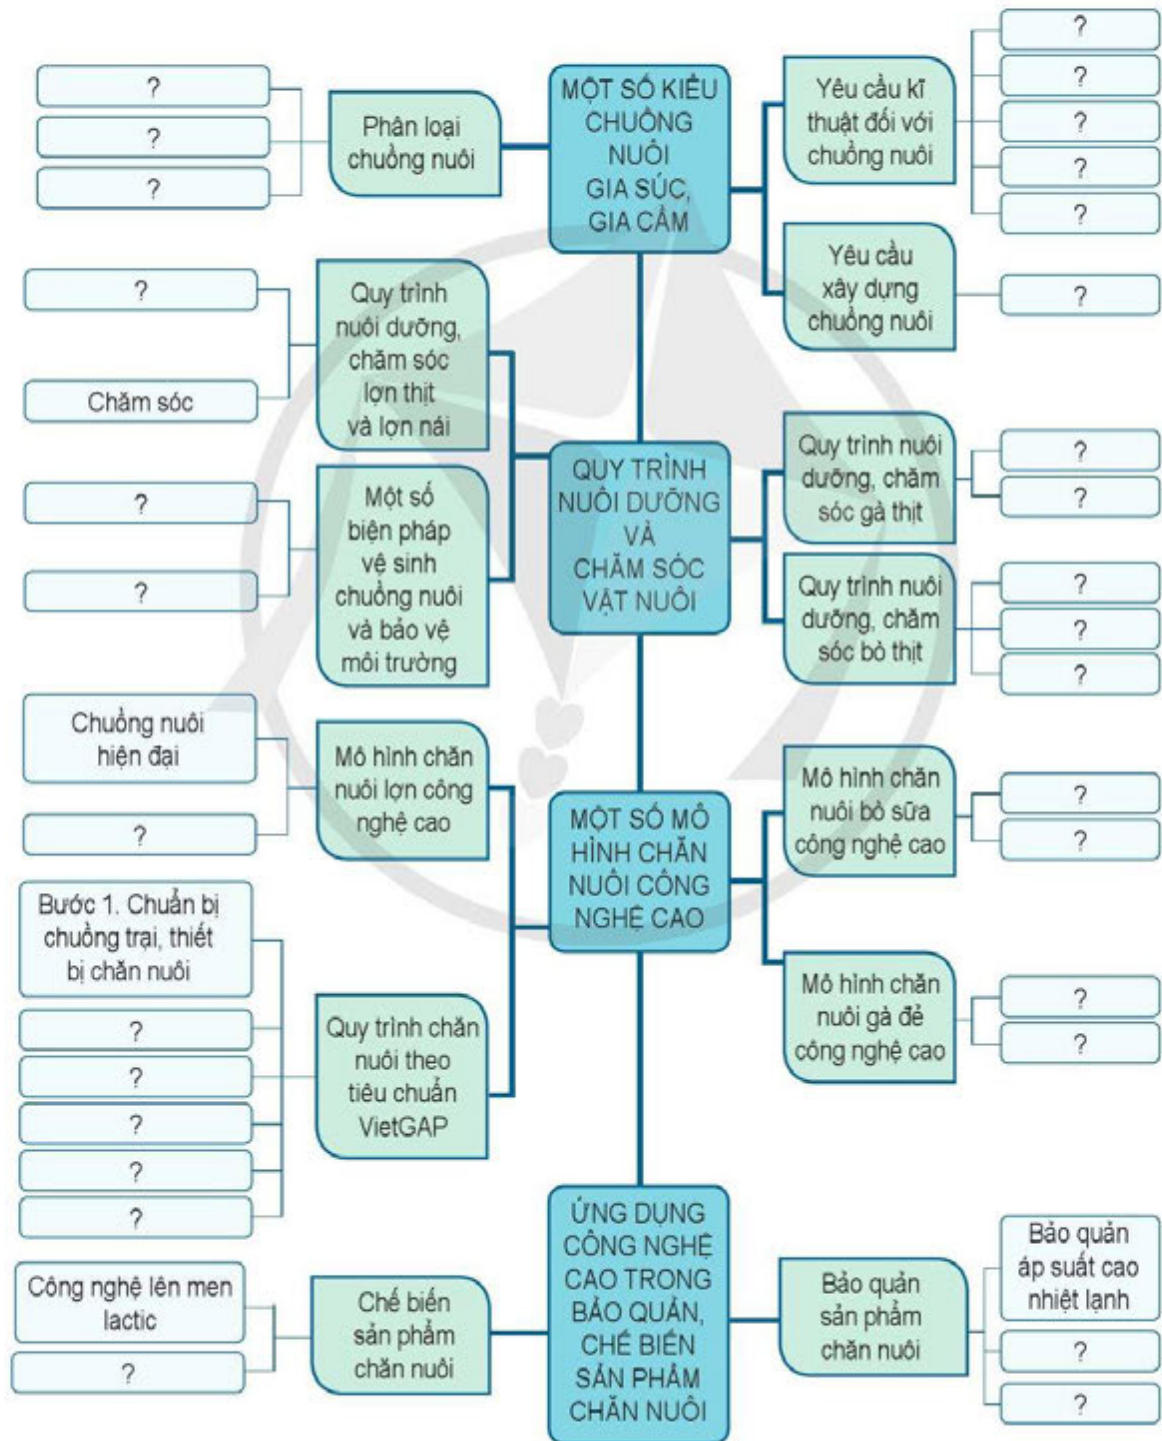 ?
?
?
Phân loại
chuồng nuôi
MỘT SỐ KIỂU
CHUỒNG
NUÔI
GIA SÚC,
GIA CẦM
Yêu cầu kĩ
thuật đối với
chuồng nuôi
?
?
?
?
?
Yêu cầu
xây dựng
chuồng nuôi
?
?
Chăm sóc
Quy trình
nuôi dưỡng,
chăm sóc
lợn thịt
và lợn nái
?
?
Một số
biện pháp
vệ sinh
chuồng nuôi
và bảo vệ
môi trường
QUY TRÌNH
NUÔI DƯỠNG
VÀ
CHĂM SÓC
VẬT NUÔI
Quy trình nuôi
dưỡng, chăm
sóc gà thịt
?
?
Quy trình nuôi
dưỡng, chăm
sóc bò thịt
?
?
?
Chuồng nuôi
hiện đại
?
Mô hình chăn
nuôi lợn công
nghệ cao
Bước 1. Chuẩn bị
chuồng trại, thiết
bị chăn nuôi
?
?
?
?
?
Quy trình chăn
nuôi theo
tiêu chuẩn
VietGAP
MỘT SỐ MÔ
HÌNH CHĂN
NUÔI CÔNG
NGHỆ CAO
Mô hình chăn
nuôi bò sữa
công nghệ cao
?
?
Mô hình chăn
nuôi gà đẻ
công nghệ cao
?
?
Công nghệ lên men
lactic
?
Chế biến
sản phẩm
chăn nuôi
ỨNG DỤNG
CÔNG NGHỆ
CAO TRONG
BẢO QUẢN,
CHẾ BIẾN
SẢN PHẨM
CHĂN NUÔI
Bảo quản
sản phẩm
chăn nuôi
Bảo quản
áp suất cao
nhiệt lạnh
?
?